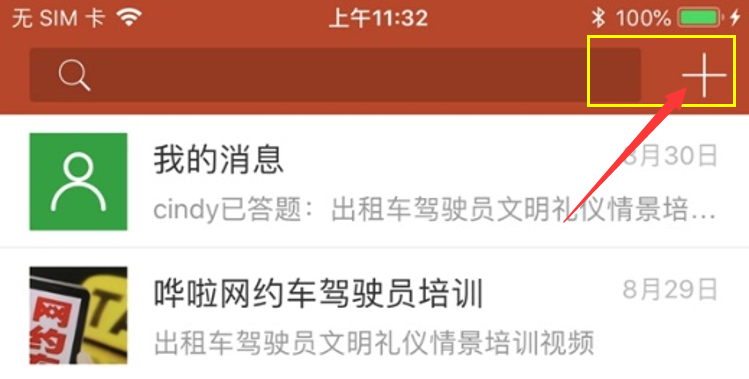 无 SIM 卡 上午11:32 100%
我的消息 8月30日
cindy已答题：出租车驾驶员文明礼仪情景培...
哗啦网约车驾驶员培训 8月29日
出租车驾驶员文明礼仪情景培训视频
网约
TA